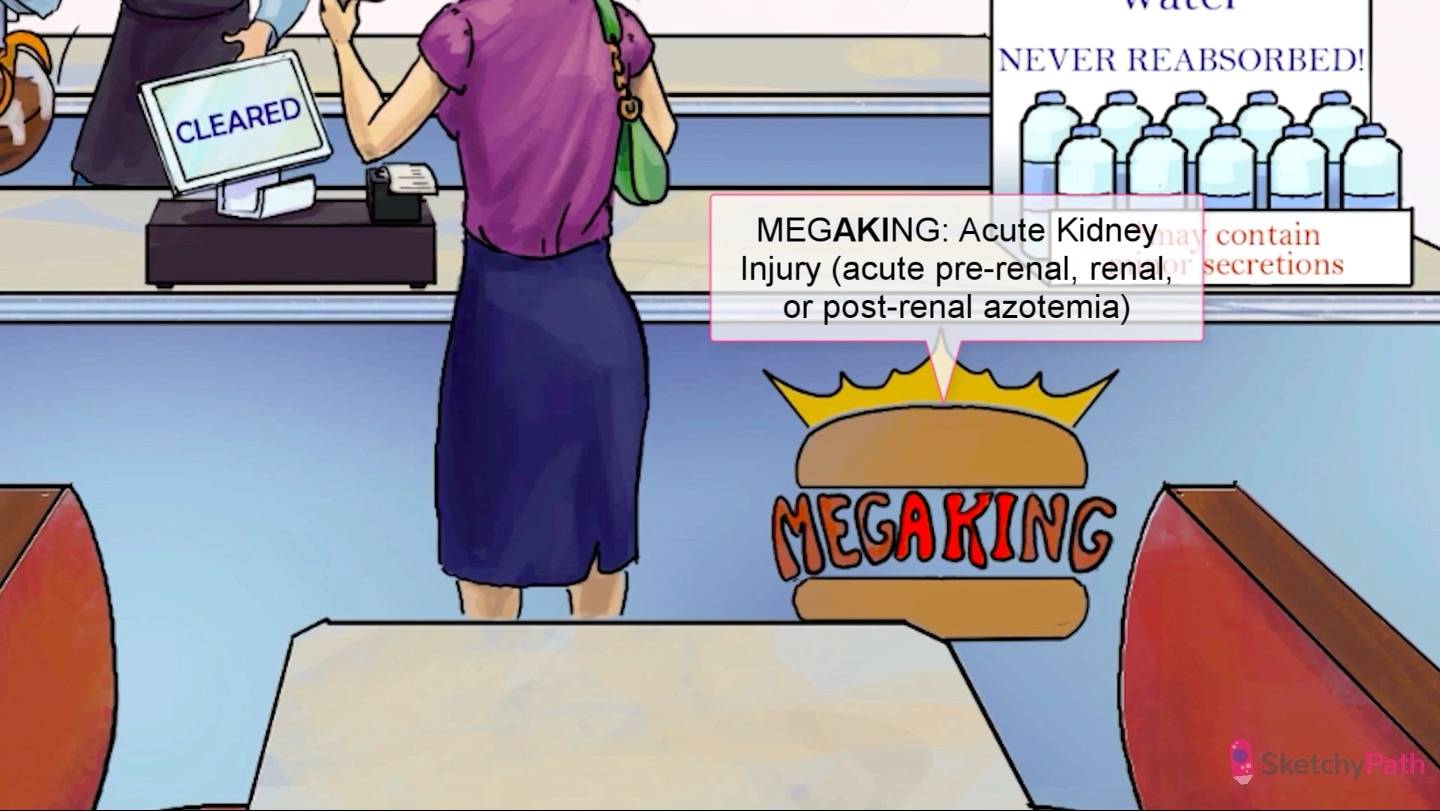 NEVER REABSORBED!
CLEARED
MEGAKING: Acute Kidney
Injury (acute pre-renal, renal,
or post-renal azotemia)
may contain
secretions
MEGAKING
SketchyPath